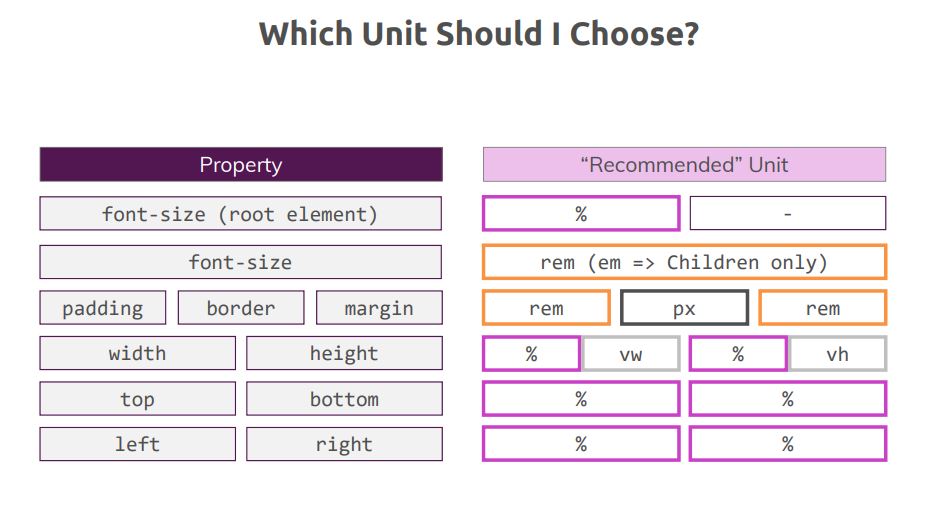 Which Unit Should I Choose?
Property “Recommended” Unit
font-size (root element) % -
font-size rem (em => Children only)
padding border margin rem px rem
width height % vw % vh
top bottom % %
left right % %